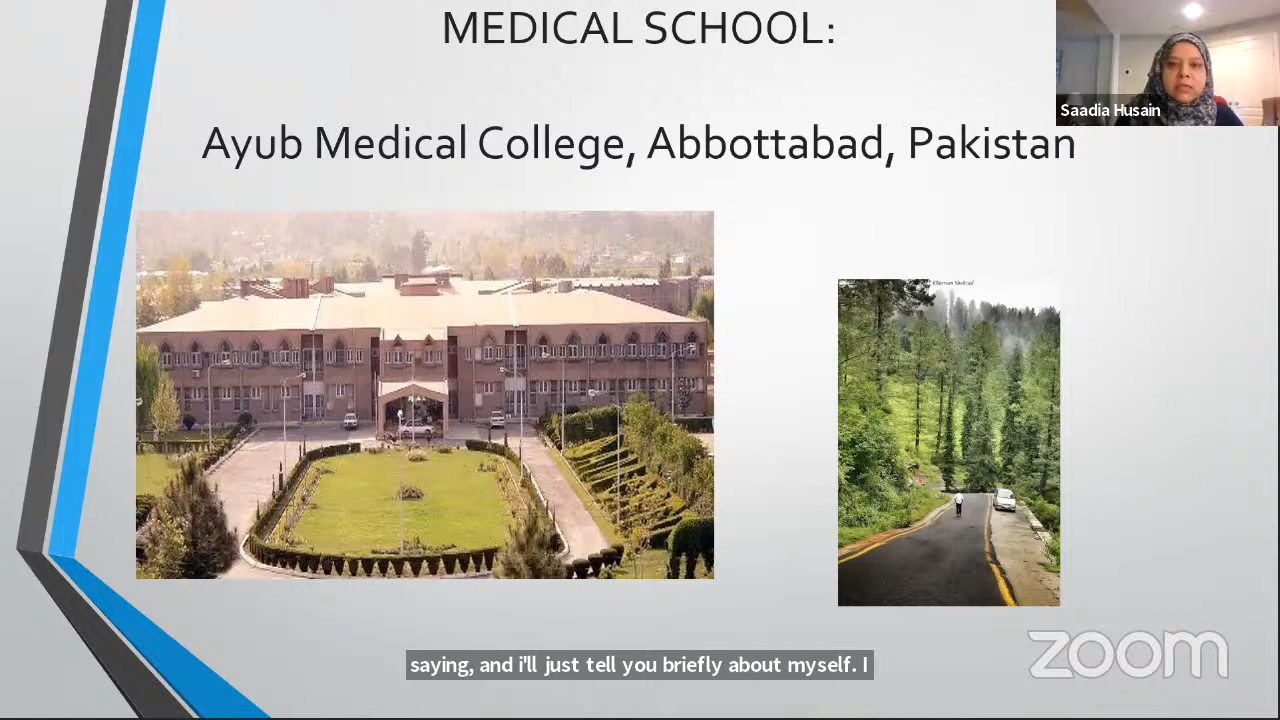 MEDICAL SCHOOL:
Saadia Husain
Ayub Medical College, Abbottabad, Pakistan
saying, and i'll just tell you briefly about myself. I
zoom